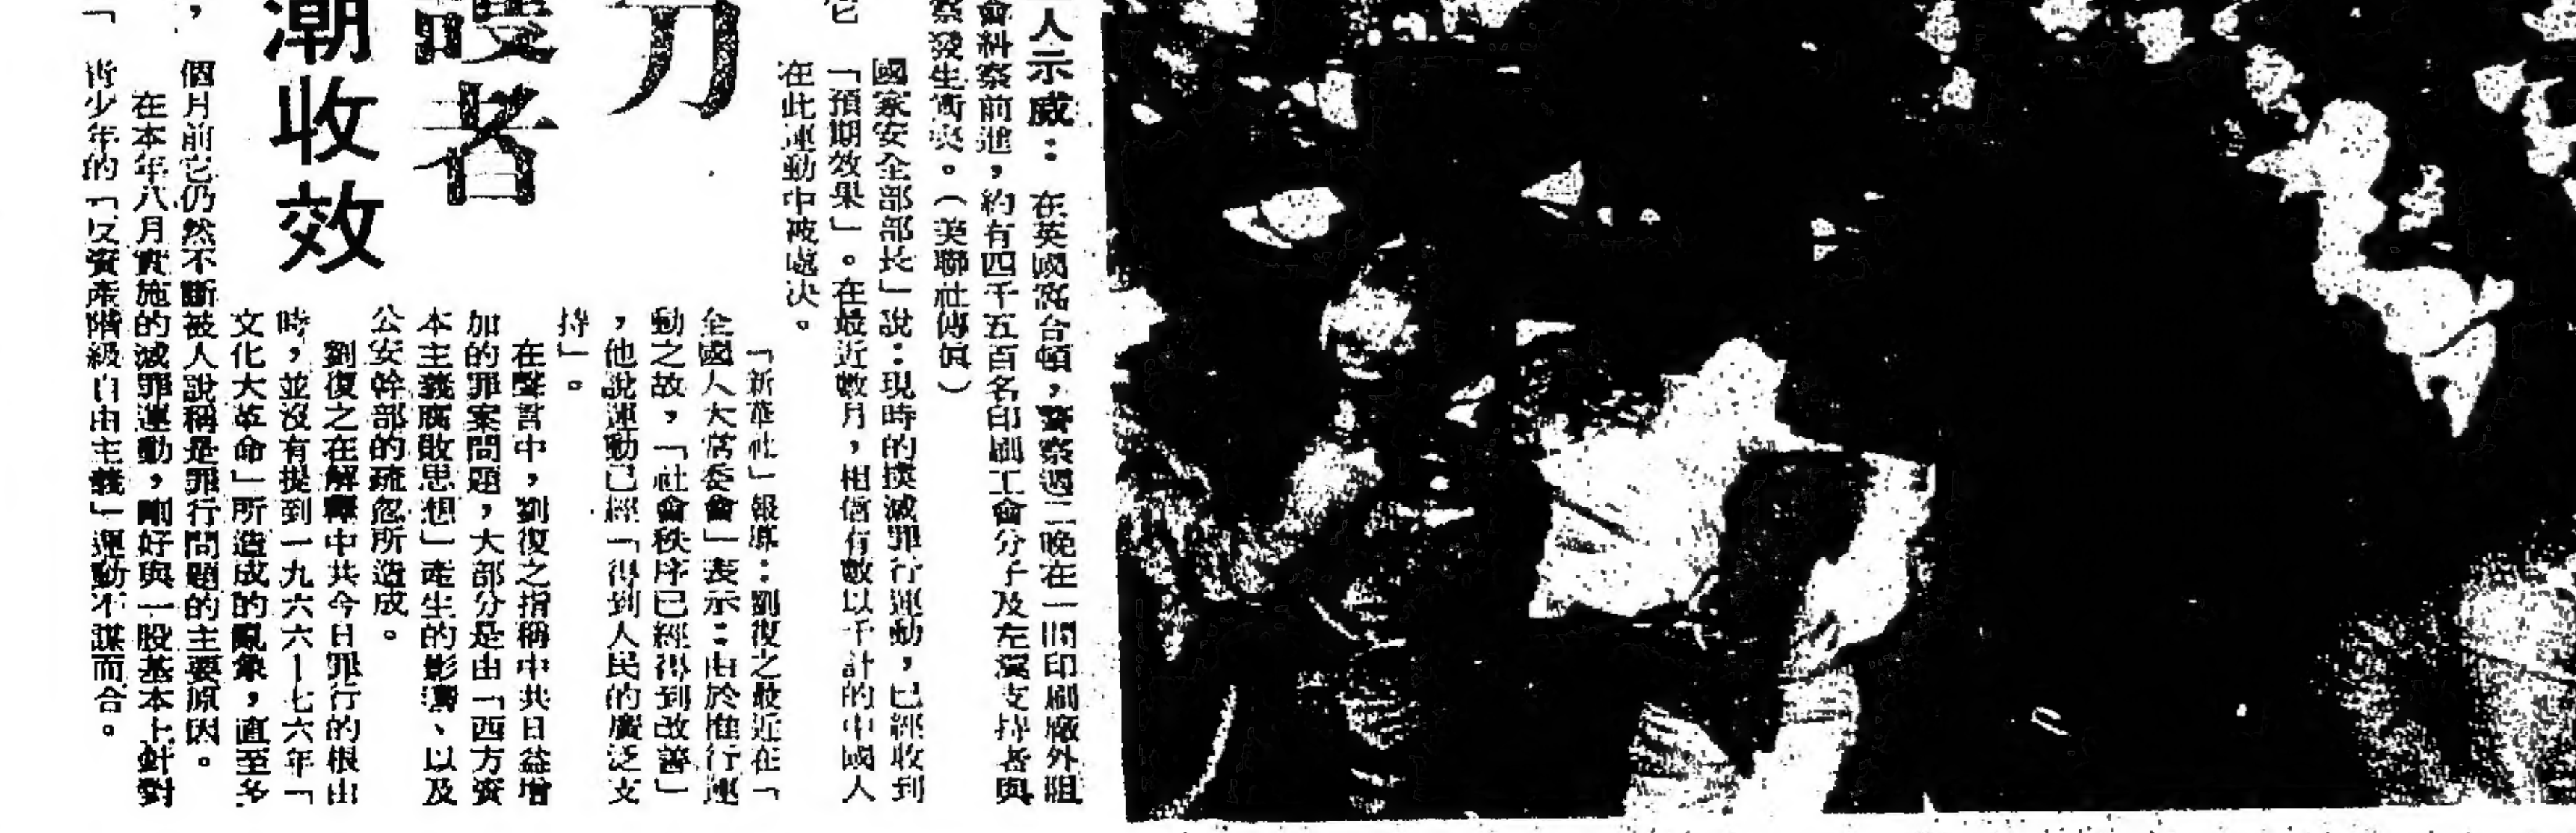 人示威：在英國窩台頓，警察週三晚在一間印刷廠外阻
會糾察前進，約有四千五百名印刷工會分子及左翼支持者與
察發生衝突。（美聯社傳真）
刀
護者
潮收效
國家安全部部長」說：現時的撲滅罪行運動，已經收到
「預期效果」。在最近數月，相信有數以千計的中國人
在此運動中被處決。
「新華社」報導：劉復之最近在「
全國人大常委會」表示：由於推行運
動之故，「社會秩序已經得到改善」
，他說運動已經「得到人民的廣泛支
持」。
在聲言中，劉復之指稱中共日益增
加的罪案問題，大部分是由「西方資
本主義腐敗思想」產生的影響、以及
公安幹部的疏忽所造成。
劉復之在解釋中共今日罪行的根由
時，並沒有提到一九六六—七六年「
文化大革命」所造成的亂象，直至多
個月前它仍然不斷被人說稱是罪行問題的主要原因。
在本年八月實施的滅罪運動，剛好與一股基本上針對
青少年的「反資產階級自由主義」運動不謀而合。